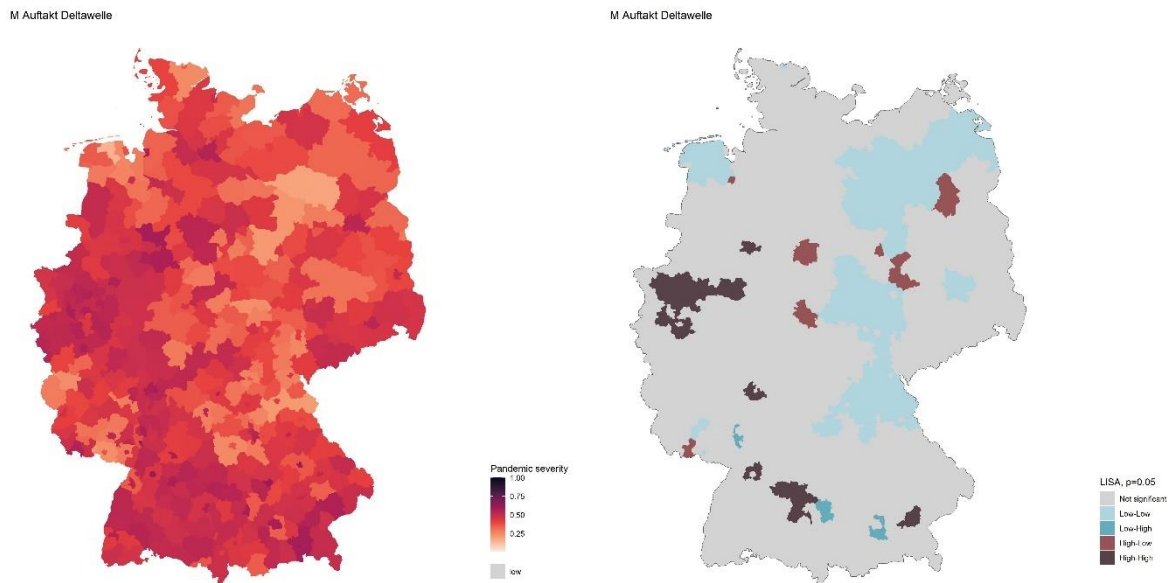 M Auftakt Deltawelle
M Auftakt Deltawelle
Pandemic severity
1.00
0.75
0.50
0.25
low
LISA, p=0.05
Not significant
Low-Low
Low-High
High-Low
High-High